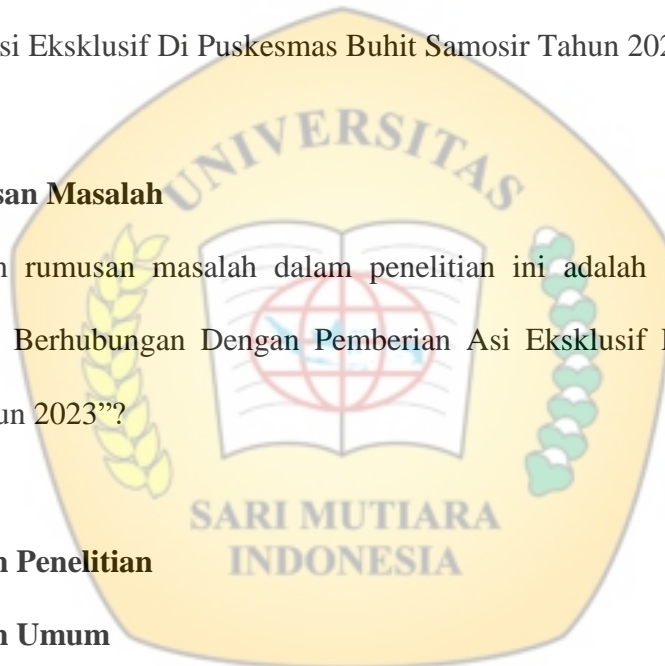 si Eksklusif Di Puskesmas Buhit Samosir Tahun 202
UNIVERSITAS
san Masalah
rumusan masalah dalam penelitian ini adalah
Berhubungan Dengan Pemberian Asi Eksklusif
un 2023”?
SARI MUTIARA
INDONESIA
n Penelitian
n Umum